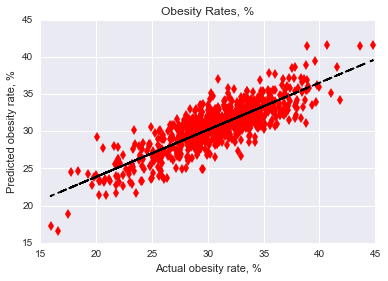 Obesity Rates, %
45
40
35
30
25
20
15
Predicted obesity rate, %
15 20 25 30 35 40 45
Actual obesity rate, %